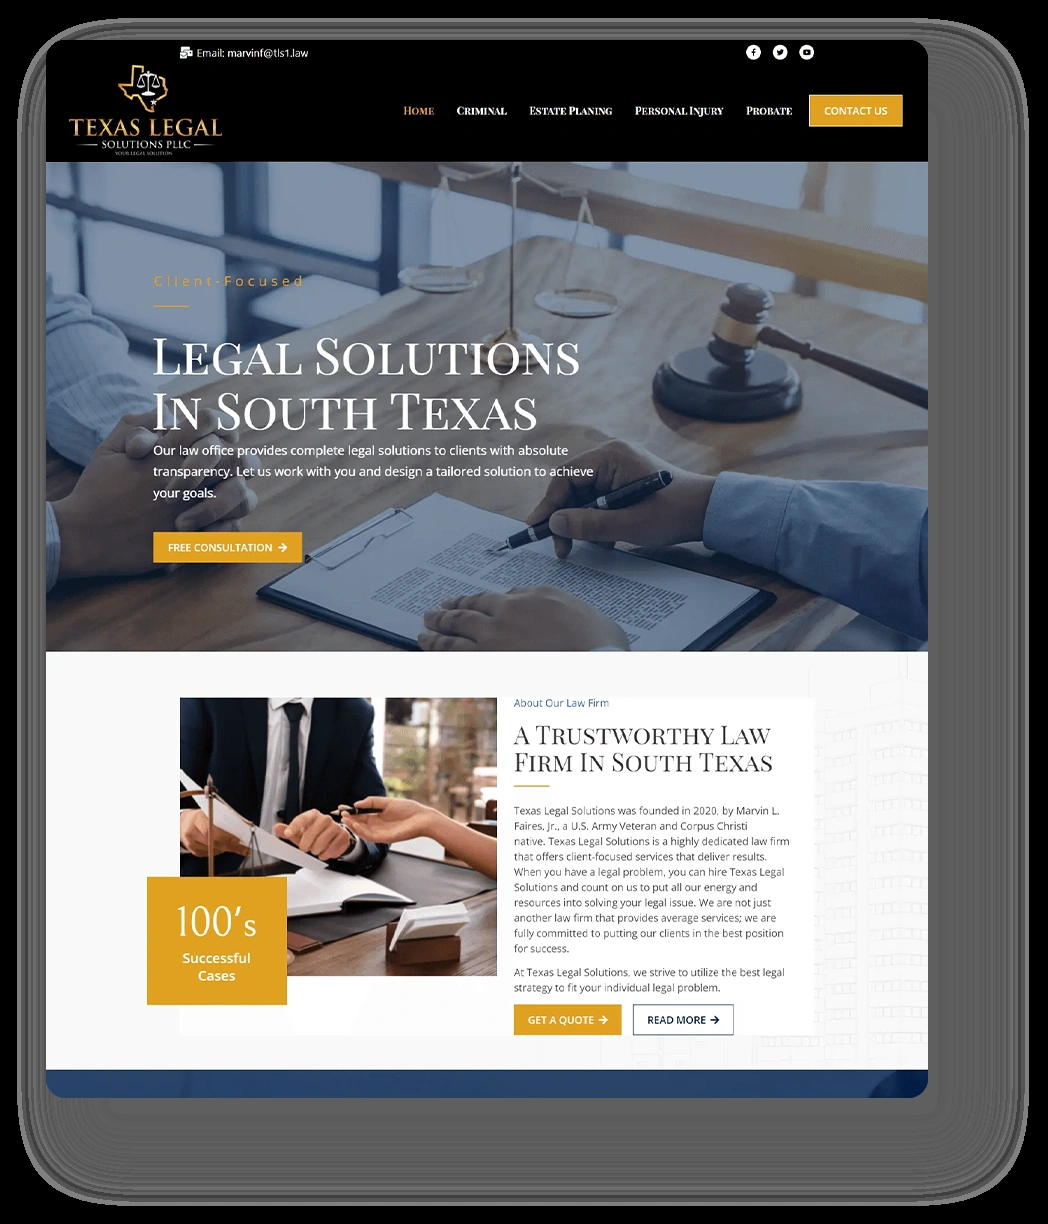 Email: marvinf@tls1.law
TEXAS LEGAL
SOLUTIONS PLLC
YOUR LEGAL SOLUTION
HOME CRIMINAL ESTATE PLANING PERSONAL INJURY PROBATE CONTACT US
Client-Focused
LEGAL SOLUTIONS
IN SOUTH TEXAS
Our law office provides complete legal solutions to clients with absolute
transparency. Let us work with you and design a tailored solution to achieve
your goals.
FREE CONSULTATION →
About Our Law Firm
A TRUSTWORTHY LAW
FIRM IN SOUTH TEXAS
Texas Legal Solutions was founded in 2020, by Marvin L.
Faires, Jr., a U.S. Army Veteran and Corpus Christi
native. Texas Legal Solutions is a highly dedicated law firm
that offers client-focused services that deliver results.
When you have a legal problem, you can hire Texas Legal
Solutions and count on us to put all our energy and
resources into solving your legal issue. We are not just
another law firm that provides average services; we are
fully committed to putting our clients in the best position
for success.
At Texas Legal Solutions, we strive to utilize the best legal
strategy to fit your individual legal problem.
GET A QUOTE → READ MORE →
100's
Successful
Cases